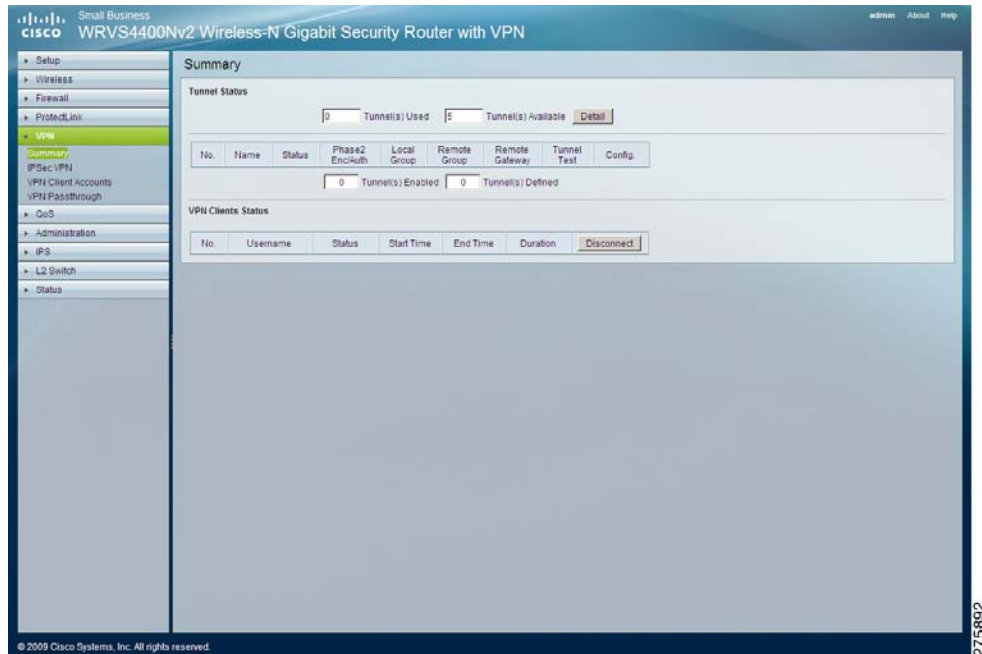 Small Business
CISCO WRVS4400Nv2 Wireless-N Gigabit Security Router with VPN
admin About Help
Setup
Wireless
Firewall
ProtectLink
VPN
Summary
IPSec VPN
VPN Client Accounts
VPN Passthrough
QoS
Administration
IPS
L2 Switch
Status
Summary
Tunnel Status
0 Tunnel(s) Used 5 Tunnel(s) Available Detail
No. Name Status Phase2 Enc/Auth Local Group Remote Group Remote Gateway Tunnel Test Config.
0 Tunnel(s) Enabled 0 Tunnel(s) Defined
VPN Clients Status
No. Username Status Start Time End Time Duration Disconnect
© 2009 Cisco Systems, Inc. All rights reserved.
275892